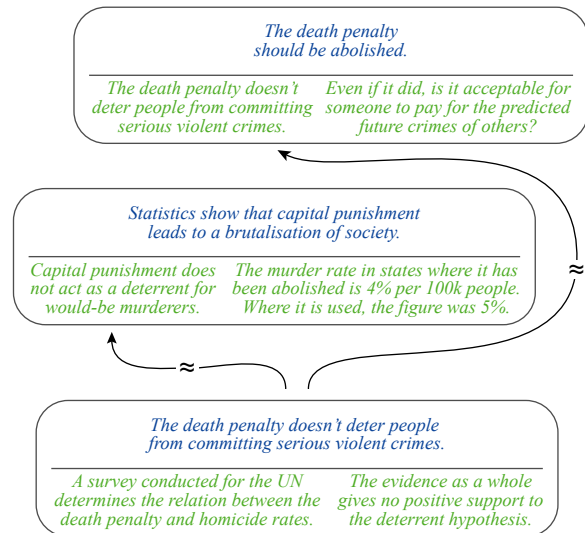 The death penalty
should be abolished.
The death penalty doesn't
deter people from committing
serious violent crimes.
Even if it did, is it acceptable for
someone to pay for the predicted
future crimes of others?
≈
Statistics show that capital punishment
leads to a brutalisation of society.
Capital punishment does
not act as a deterrent for
would-be murderers.
The murder rate in states where it has
been abolished is 4% per 100k people.
Where it is used, the figure was 5%.
≈
The death penalty doesn't deter people
from committing serious violent crimes.
A survey conducted for the UN
determines the relation between the
death penalty and homicide rates.
The evidence as a whole
gives no positive support to
the deterrent hypothesis.